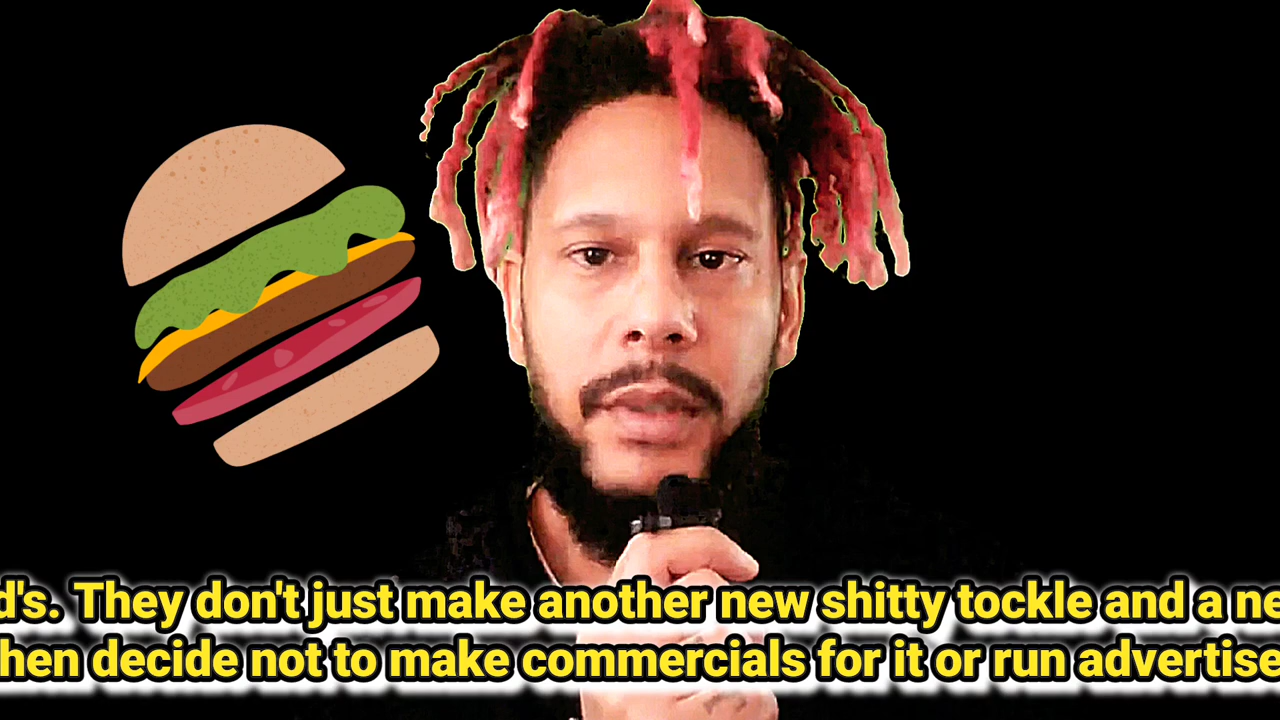 d's. They don't just make another new shitty tockle and a ne
hen decide not to make commercials for it or run advertise